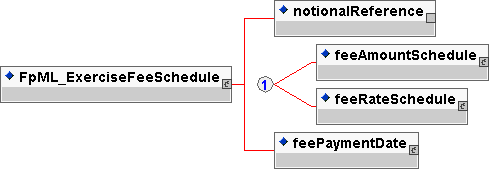 notionalReference
feeAmountSchedule
FpML_ExerciseFeeSchedule
1
feeRateSchedule
feePaymentDate